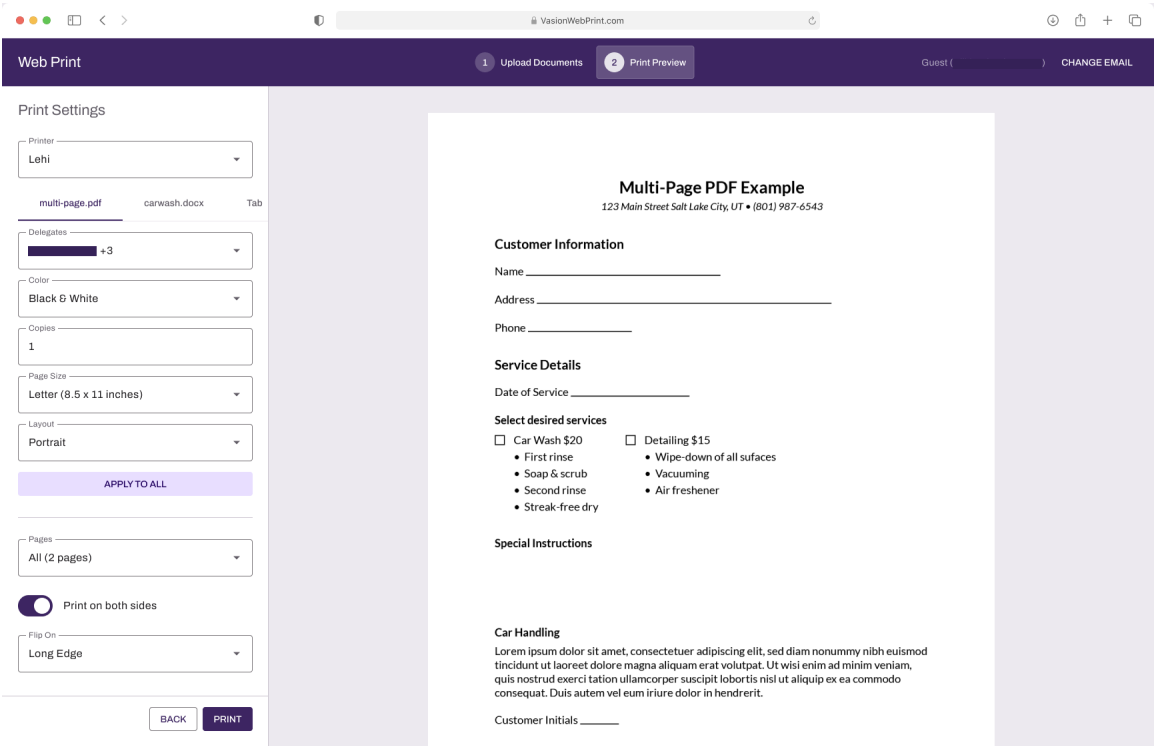 VasionWebPrint.com
Web Print
1 Upload Documents
2 Print Preview
Guest ( )
CHANGE EMAIL
Print Settings
Printer
Lehi
multi-page.pdf carwash.docx Tab
Delegates
+3
Color
Black & White
Copies
1
Page Size
Letter (8.5 x 11 inches)
Layout
Portrait
APPLY TO ALL
Pages
All (2 pages)
Print on both sides
Flip On
Long Edge
BACK PRINT
Multi-Page PDF Example
123 Main Street Salt Lake City, UT • (801) 987-6543
Customer Information
Name
Address
Phone
Service Details
Date of Service
Select desired services
Car Wash $20
• First rinse
• Soap & scrub
• Second rinse
• Streak-free dry
Detailing $15
• Wipe-down of all sufaces
• Vacuuming
• Air freshener
Special Instructions
Car Handling
Lorem ipsum dolor sit amet, consectetuer adipiscing elit, sed diam nonummy nibh euismod
tincidunt ut laoreet dolore magna aliquam erat volutpat. Ut wisi enim ad minim veniam,
quis nostrud exerci tation ullamcorper suscipit lobortis nisl ut aliquip ex ea commodo
consequat. Duis autem vel eum iriure dolor in hendrerit.
Customer Initials